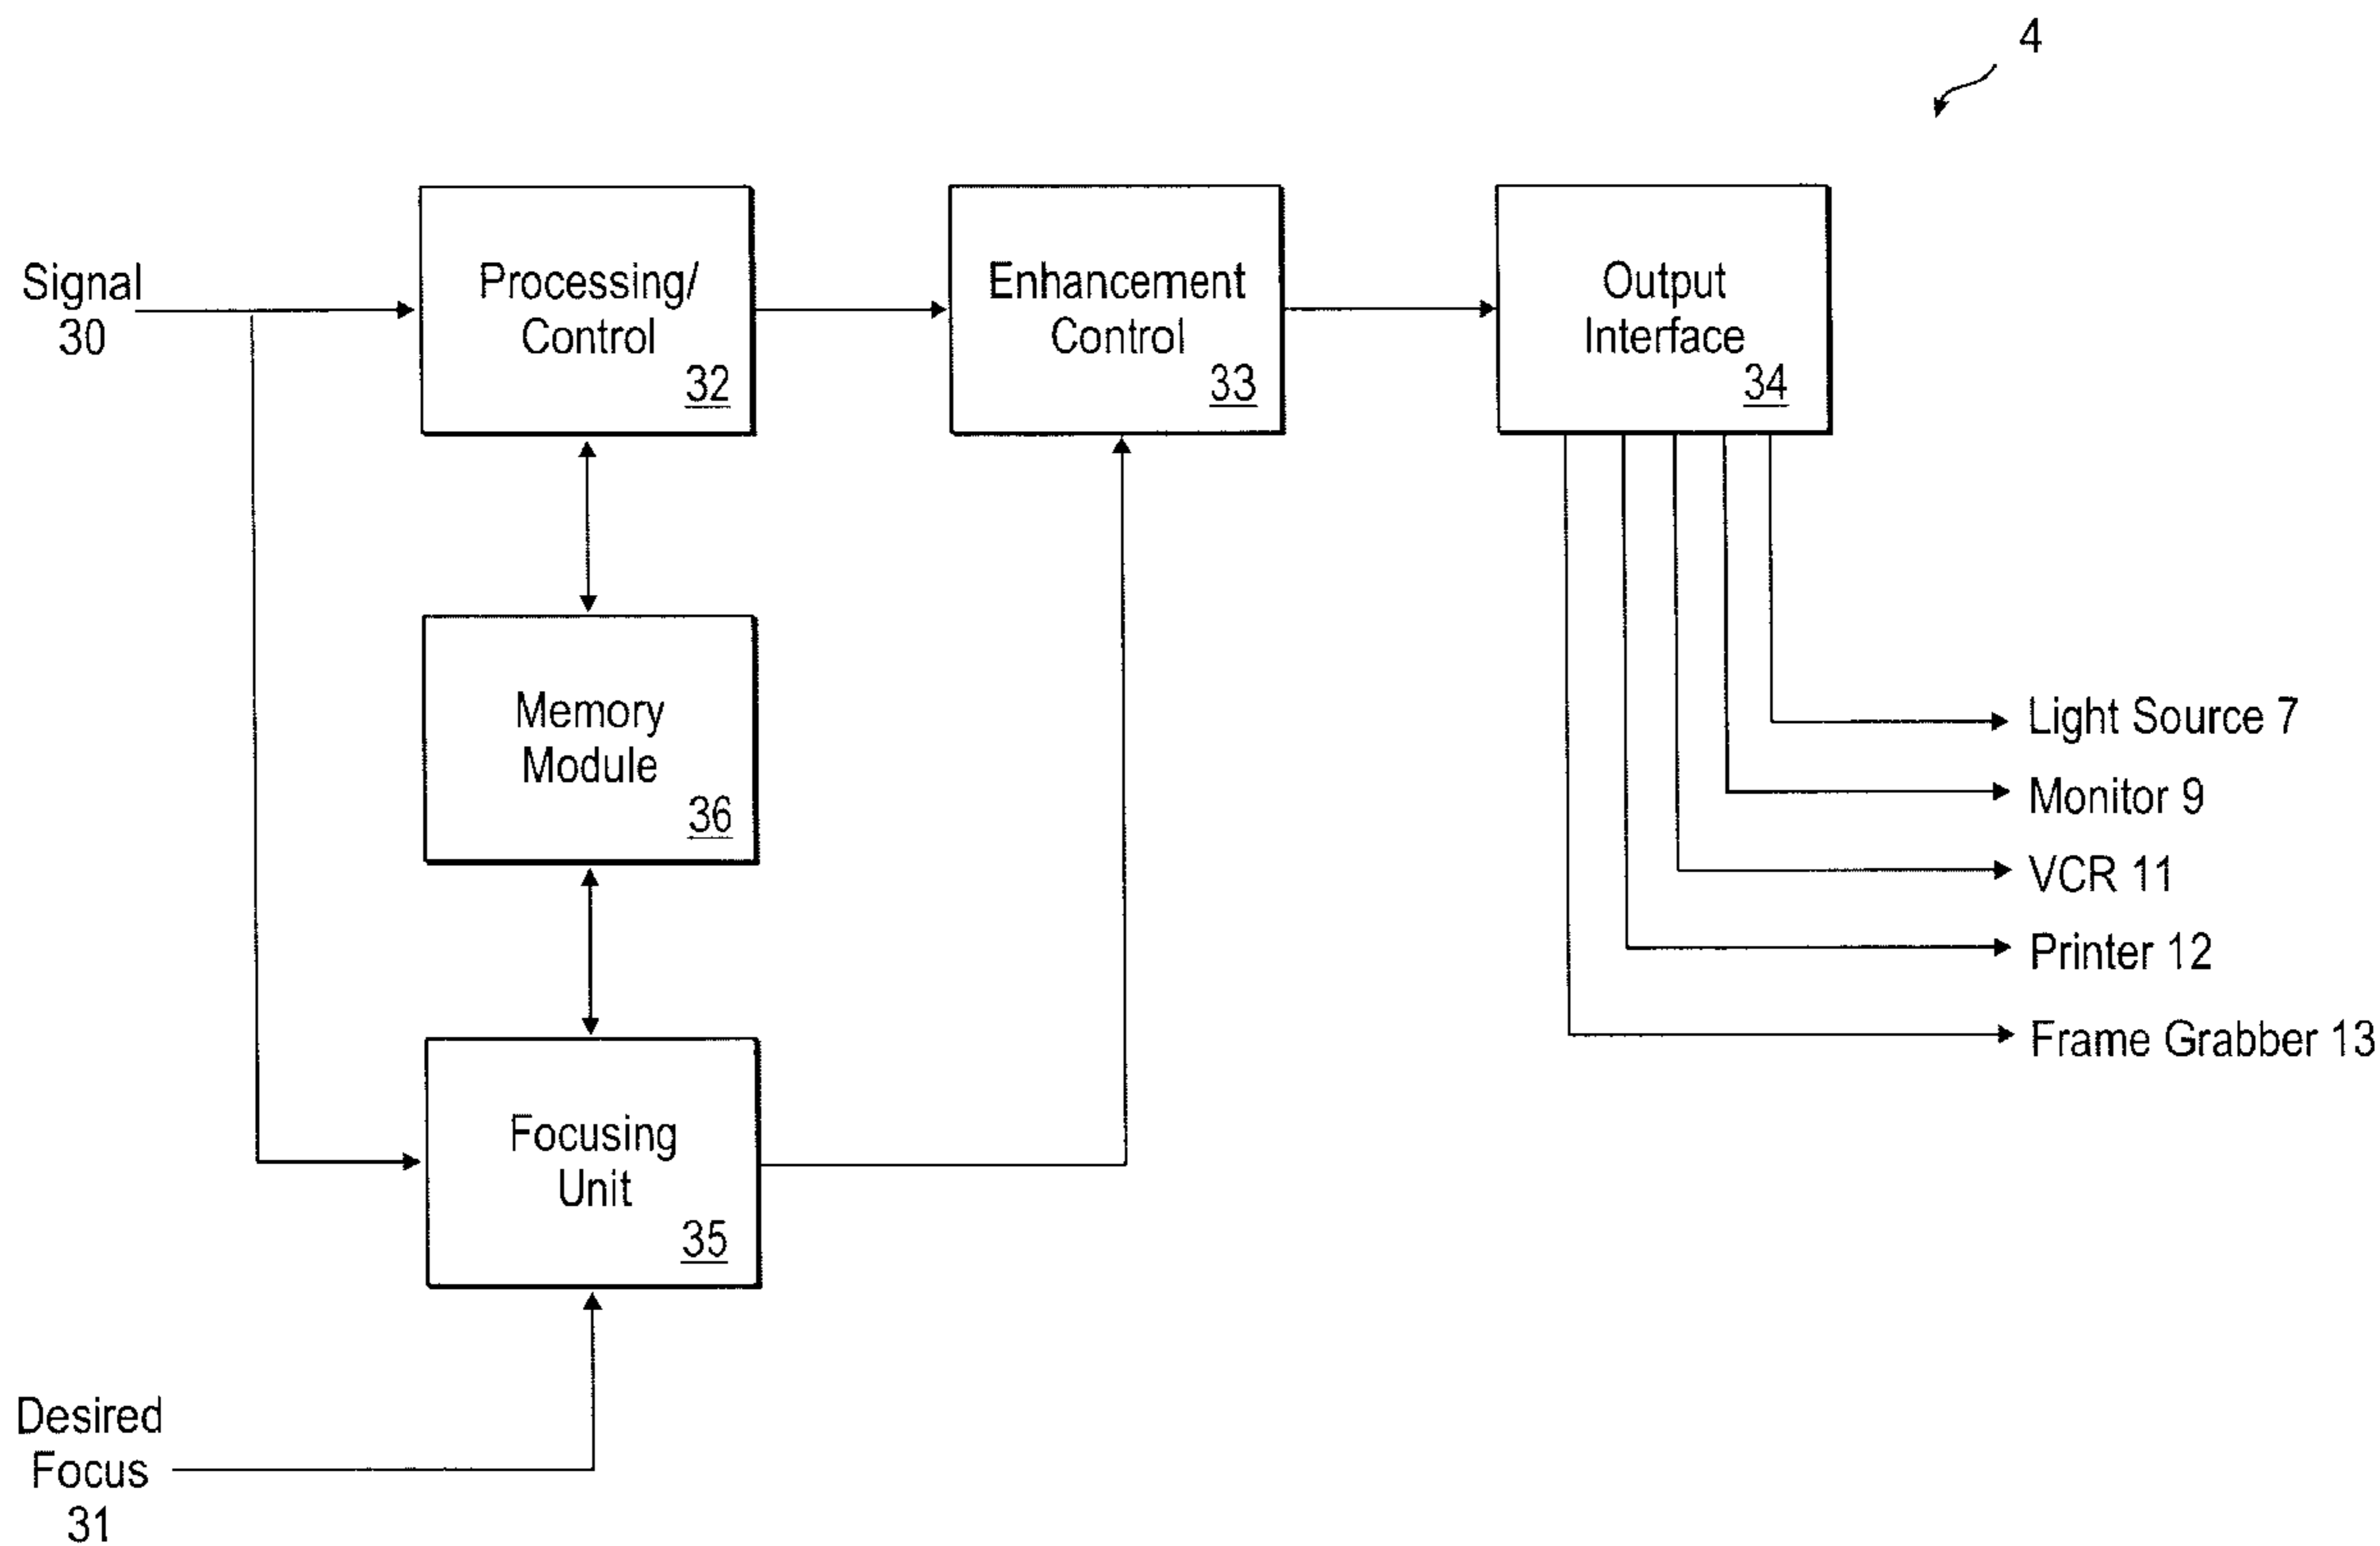 4
Signal
30
Processing/
Control
32
Enhancement
Control
33
Output
Interface
34
Memory
Module
36
Light Source 7
Monitor 9
VCR 11
Printer 12
Frame Grabber 13
Focusing
Unit
35
Desired
Focus
31